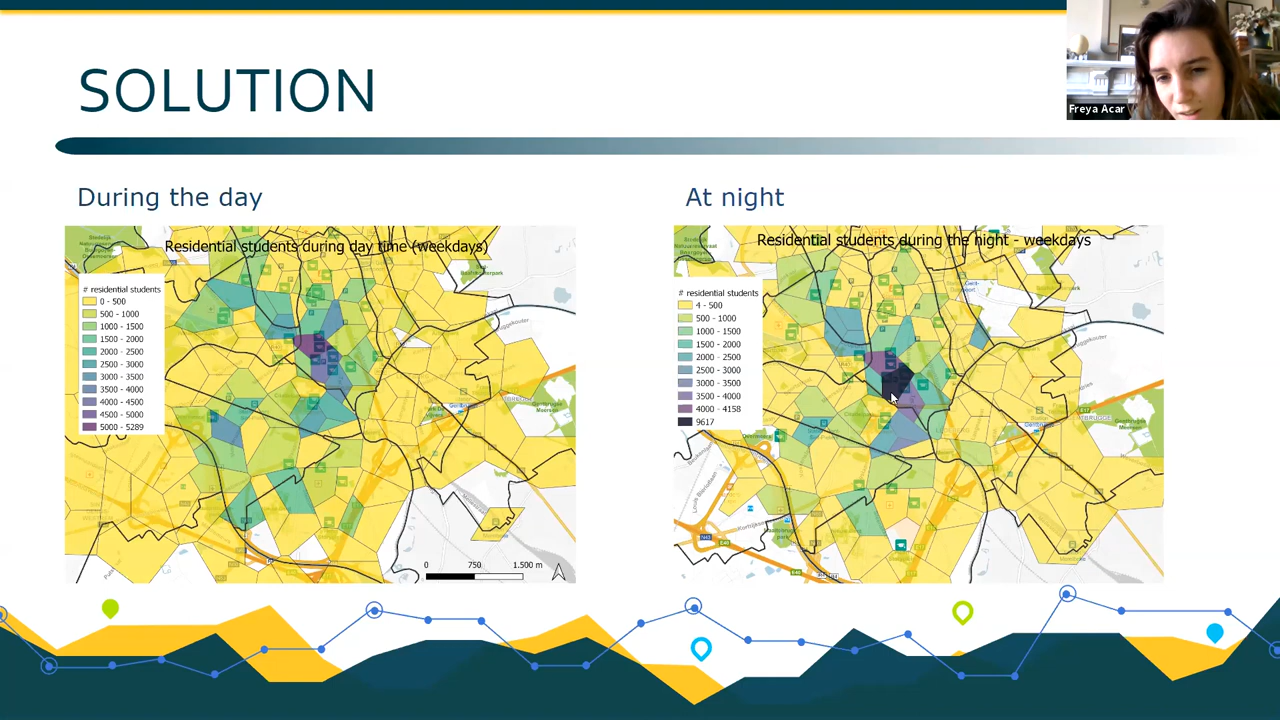 Freya Acar
SOLUTION
During the day
At night
Residential students during day time (weekdays)
# residential students
0 - 500
500 - 1000
1000 - 1500
1500 - 2000
2000 - 2500
2500 - 3000
3000 - 3500
3500 - 4000
4000 - 4500
4500 - 5000
5000 - 5289
0 750 1.500 m
Residential students during the night - weekdays
# residential students
4 - 500
500 - 1000
1000 - 1500
1500 - 2000
2000 - 2500
2500 - 3000
3000 - 3500
3500 - 4000
4000 - 4158
9617